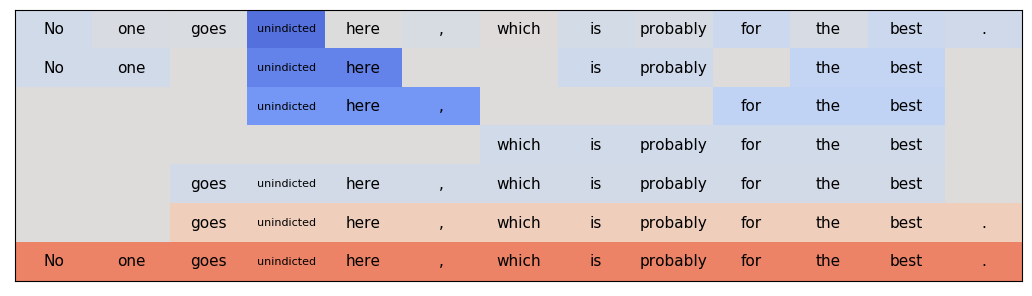 No one goes unindicted here , which is probably for the best .
No one unindicted here is probably the best
unindicted here , for the best
which is probably for the best
goes unindicted here , which is probably for the best
goes unindicted here , which is probably for the best .
No one goes unindicted here , which is probably for the best .